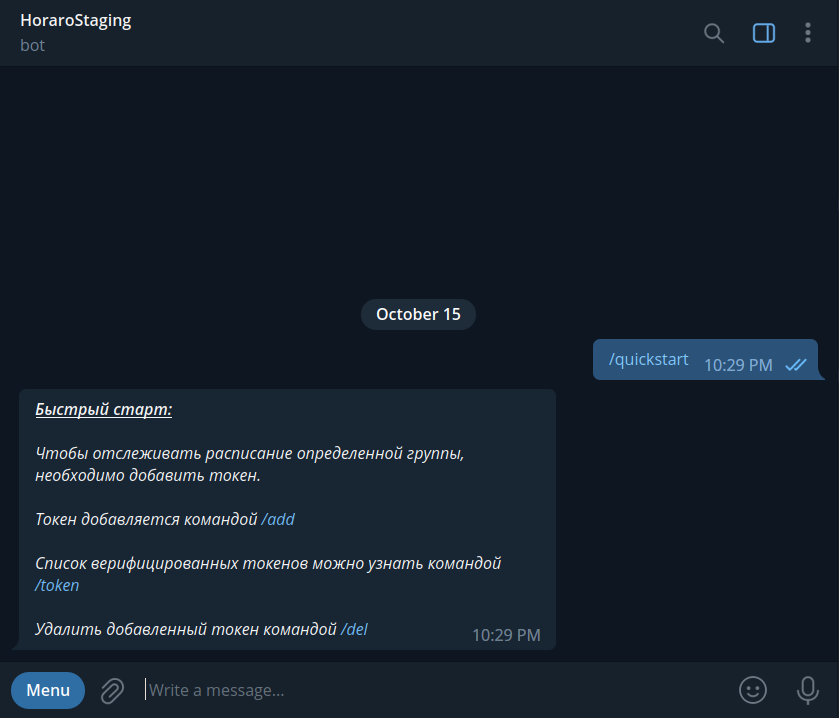 HoraroStaging
bot
October 15
/quickstart 10:29 PM
Быстрый старт:
Чтобы отслеживать расписание определенной группы,
необходимо добавить токен.
Токен добавляется командой /add
Список верифицированных токенов можно узнать командой
/token
Удалить добавленный токен командой /del
10:29 PM
Menu
Write a message...